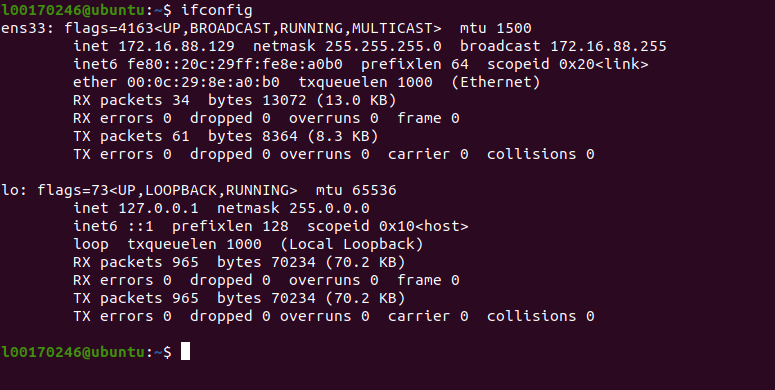 l00170246@ubuntu:~$ ifconfig
ens33: flags=4163<UP,BROADCAST,RUNNING,MULTICAST>  mtu 1500
        inet 172.16.88.129  netmask 255.255.255.0  broadcast 172.16.88.255
        inet6 fe80::20c:29ff:fe8e:a0b0  prefixlen 64  scopeid 0x20<link>
        ether 00:0c:29:8e:a0:b0  txqueuelen 1000  (Ethernet)
        RX packets 34  bytes 13072 (13.0 KB)
        RX errors 0  dropped 0  overruns 0  frame 0
        TX packets 61  bytes 8364 (8.3 KB)
        TX errors 0  dropped 0 overruns 0  carrier 0  collisions 0

lo: flags=73<UP,LOOPBACK,RUNNING>  mtu 65536
        inet 127.0.0.1  netmask 255.0.0.0
        inet6 ::1  prefixlen 128  scopeid 0x10<host>
        loop  txqueuelen 1000  (Local Loopback)
        RX packets 965  bytes 70234 (70.2 KB)
        RX errors 0  dropped 0  overruns 0  frame 0
        TX packets 965  bytes 70234 (70.2 KB)
        TX errors 0  dropped 0 overruns 0  carrier 0  collisions 0

l00170246@ubuntu:~$